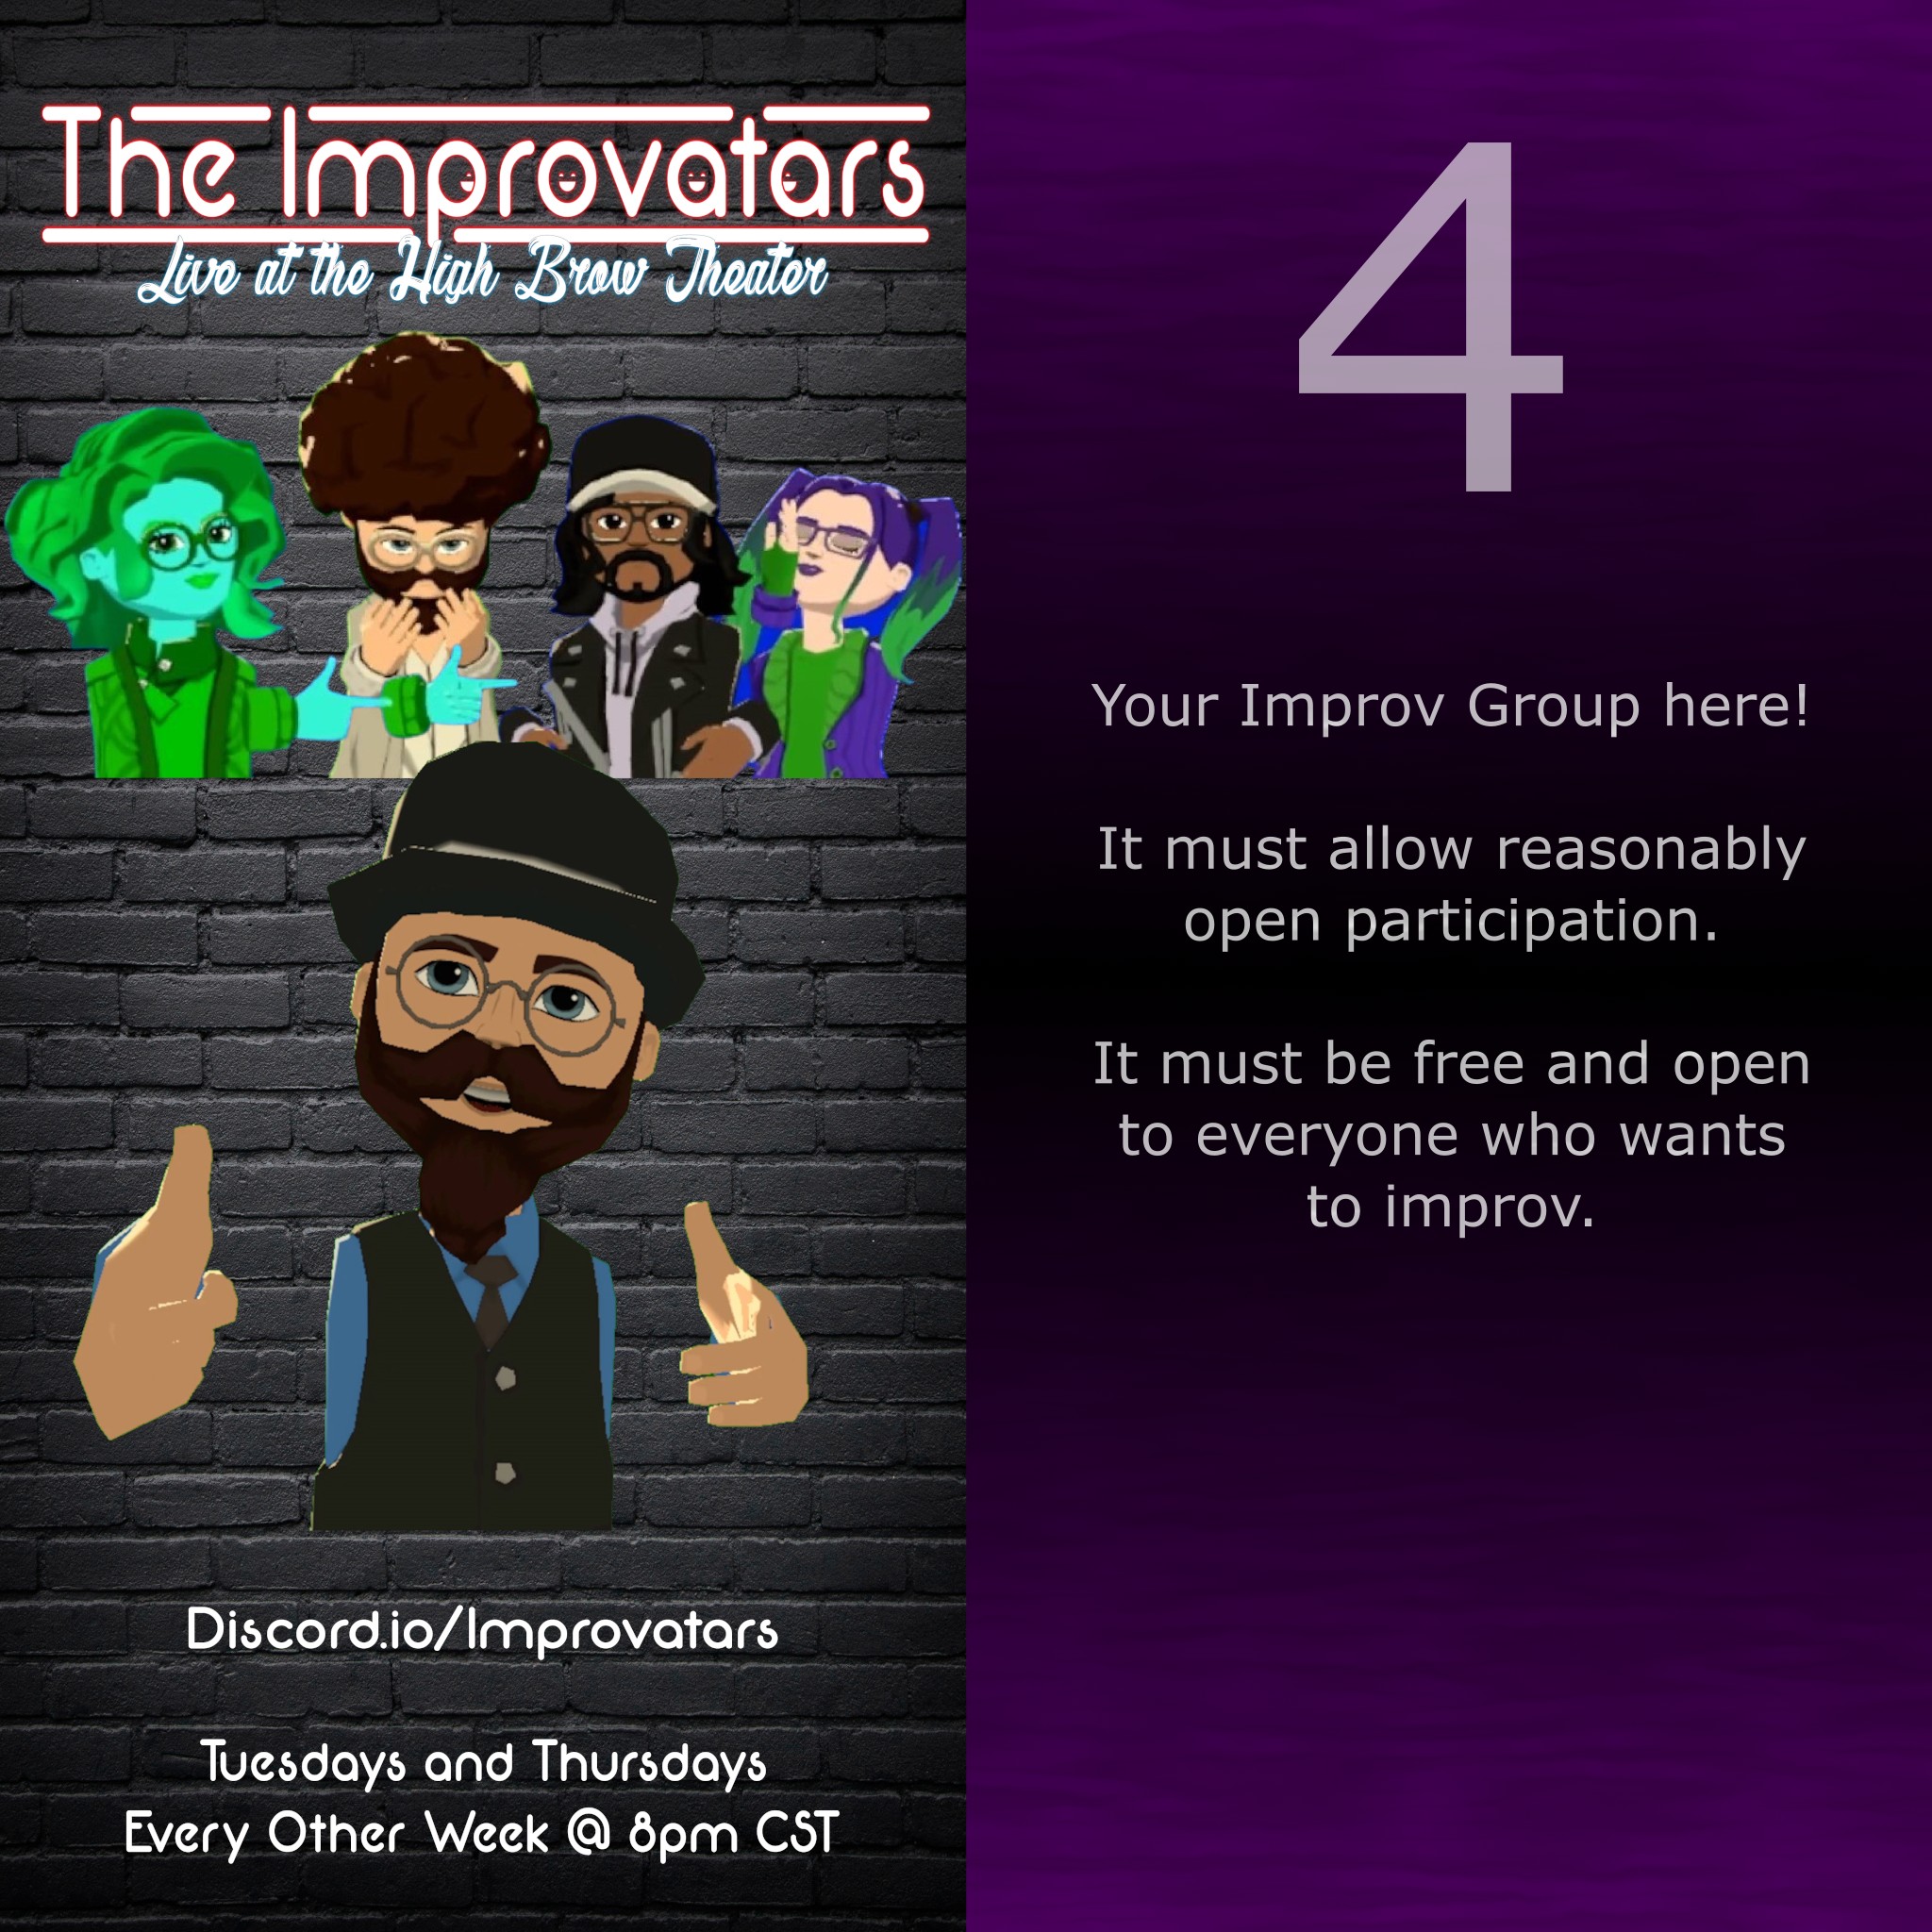 The Improvatars
Live at the High Brow Theater
Discord.io/Improvatars
Tuesdays and Thursdays
Every Other Week @ 8pm CST
4
Your Improv Group here!
It must allow reasonably
open participation.
It must be free and open
to everyone who wants
to improv.